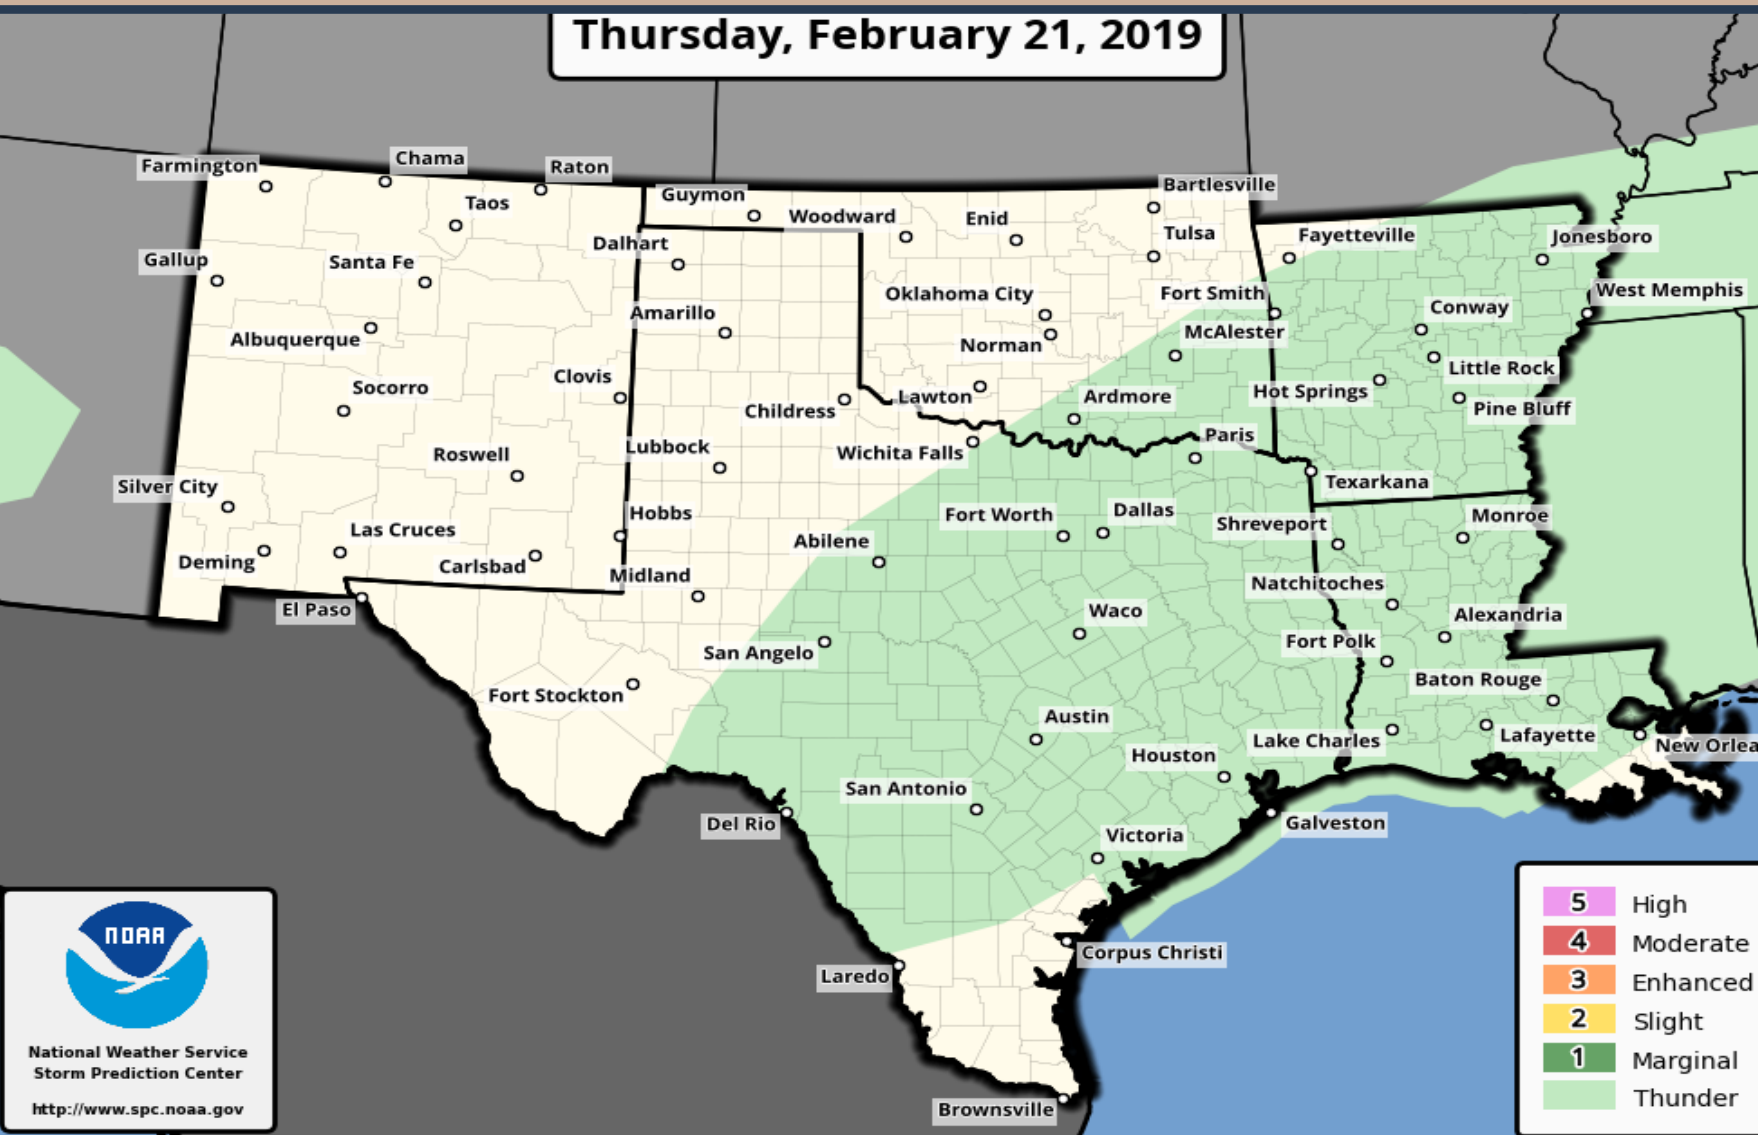 Thursday, February 21, 2019
Farmington
Chama
Raton
Guymon
Bartlesville
Taos
Woodward
Enid
Tulsa
Fayetteville
Jonesboro
Gallup
Santa Fe
Dalhart
Oklahoma City
Fort Smith
West Memphis
Albuquerque
Amarillo
Norman
McAlester
Conway
Socorro
Clovis
Childress
Lawton
Ardmore
Hot Springs
Little Rock
Pine Bluff
Roswell
Lubbock
Wichita Falls
Paris
Texarkana
Silver City
Las Cruces
Hobbs
Abilene
Fort Worth
Dallas
Shreveport
Monroe
Deming
Carlsbad
Midland
Natchitoches
El Paso
San Angelo
Waco
Fort Polk
Alexandria
Fort Stockton
Baton Rouge
Austin
Houston
Lake Charles
Lafayette
New Orlea
Del Rio
San Antonio
Victoria
Galveston
Laredo
Corpus Christi
Brownsville
NOAA
National Weather Service
Storm Prediction Center
http://www.spc.noaa.gov
5 High
4 Moderate
3 Enhanced
2 Slight
1 Marginal
Thunder